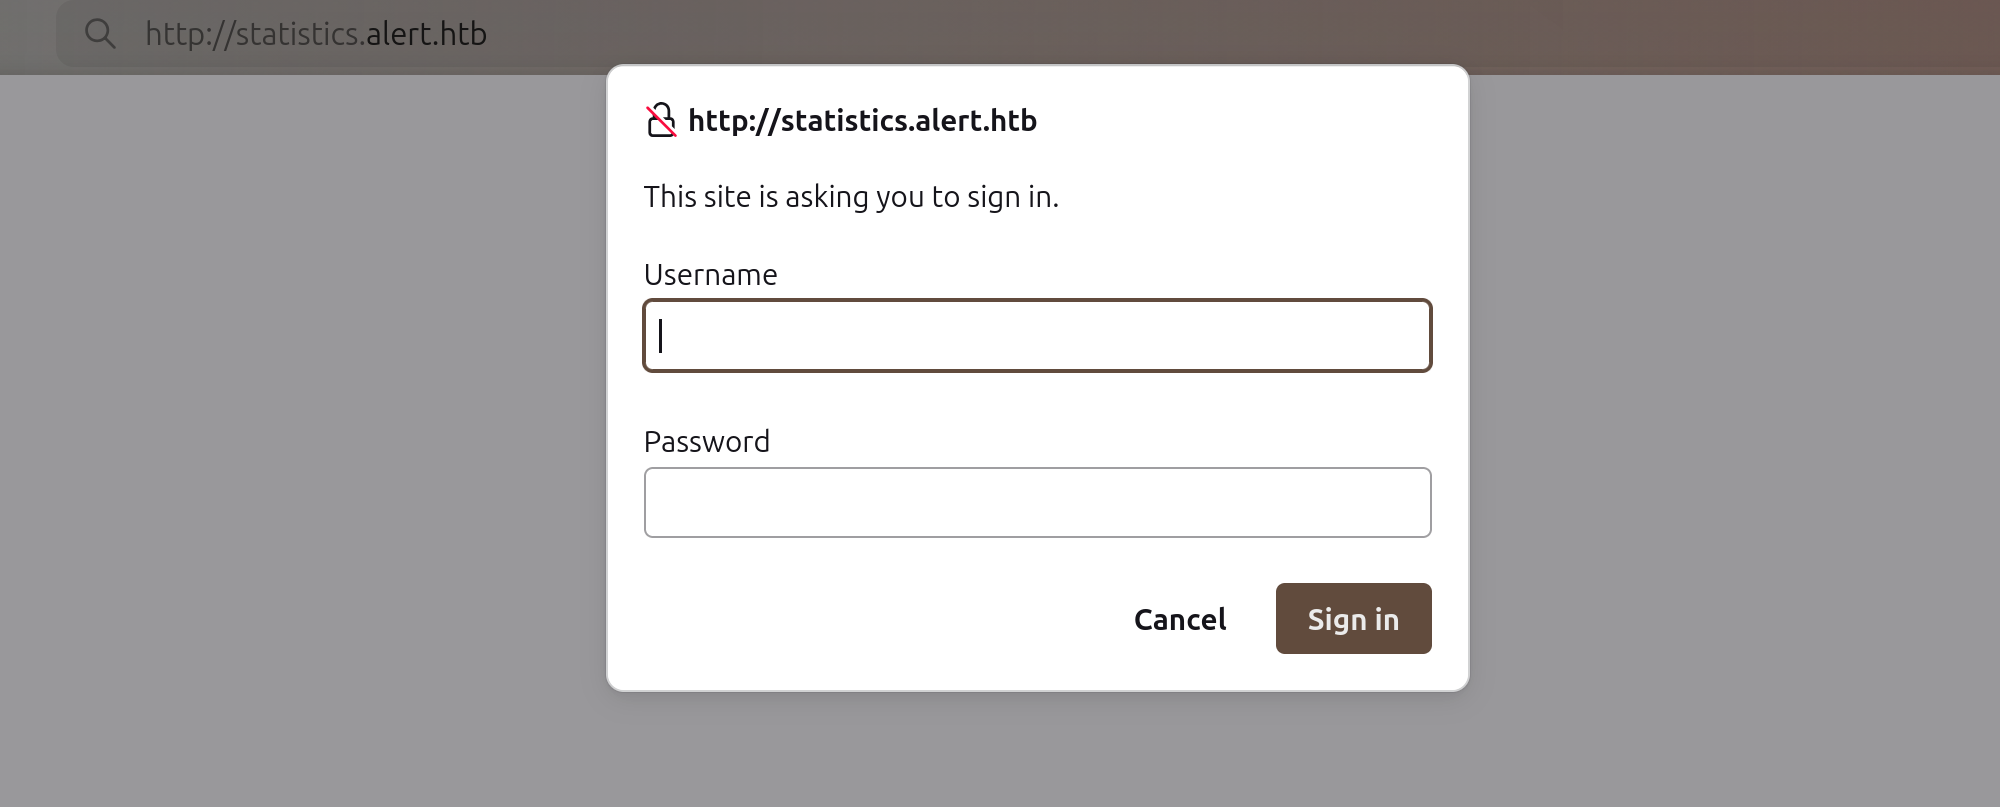 http://statistics.alert.htb
http://statistics.alert.htb
This site is asking you to sign in.
Username
Password
Cancel
Sign in